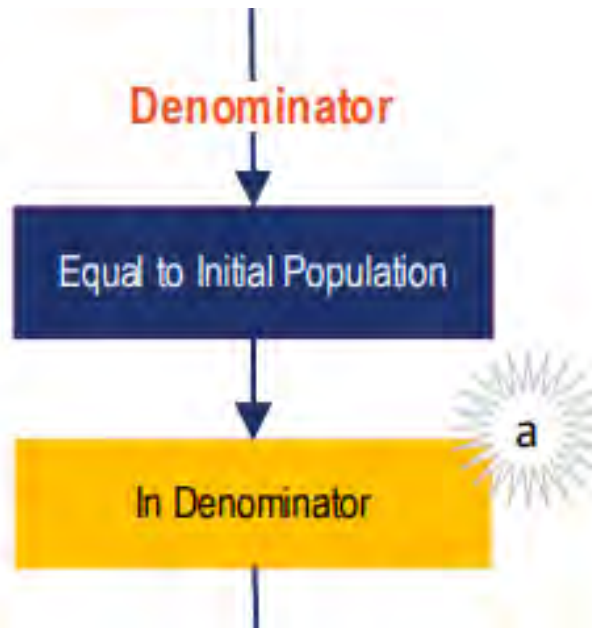 Denominator
Equal to Initial Population
a
In Denominator